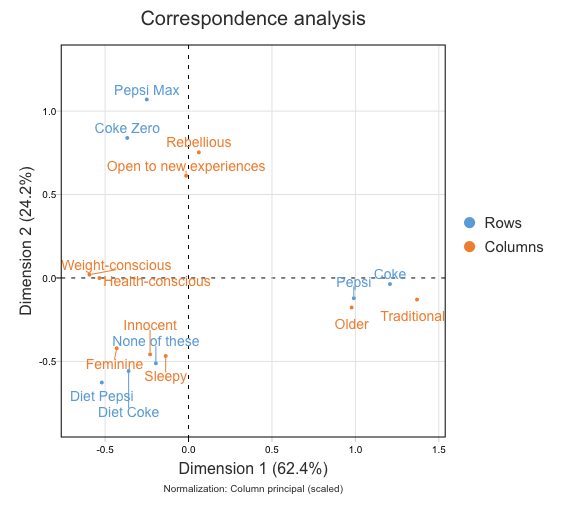 Correspondence analysis
Pepsi Max
1.0
Coke Zero
Rebellious
Open to new experiences
0.5
Weight-conscious
Health-conscious
0.0
Coke
Pepsi
Traditional
Older
Innocent
None of these
-0.5
Feminine
Sleepy
Diet Pepsi
Diet Coke
-0.5
0.0
0.5
1.0
1.5
Dimension 2 (24.2%)
Dimension 1 (62.4%)
Normalization: Column principal (scaled)
Rows
Columns